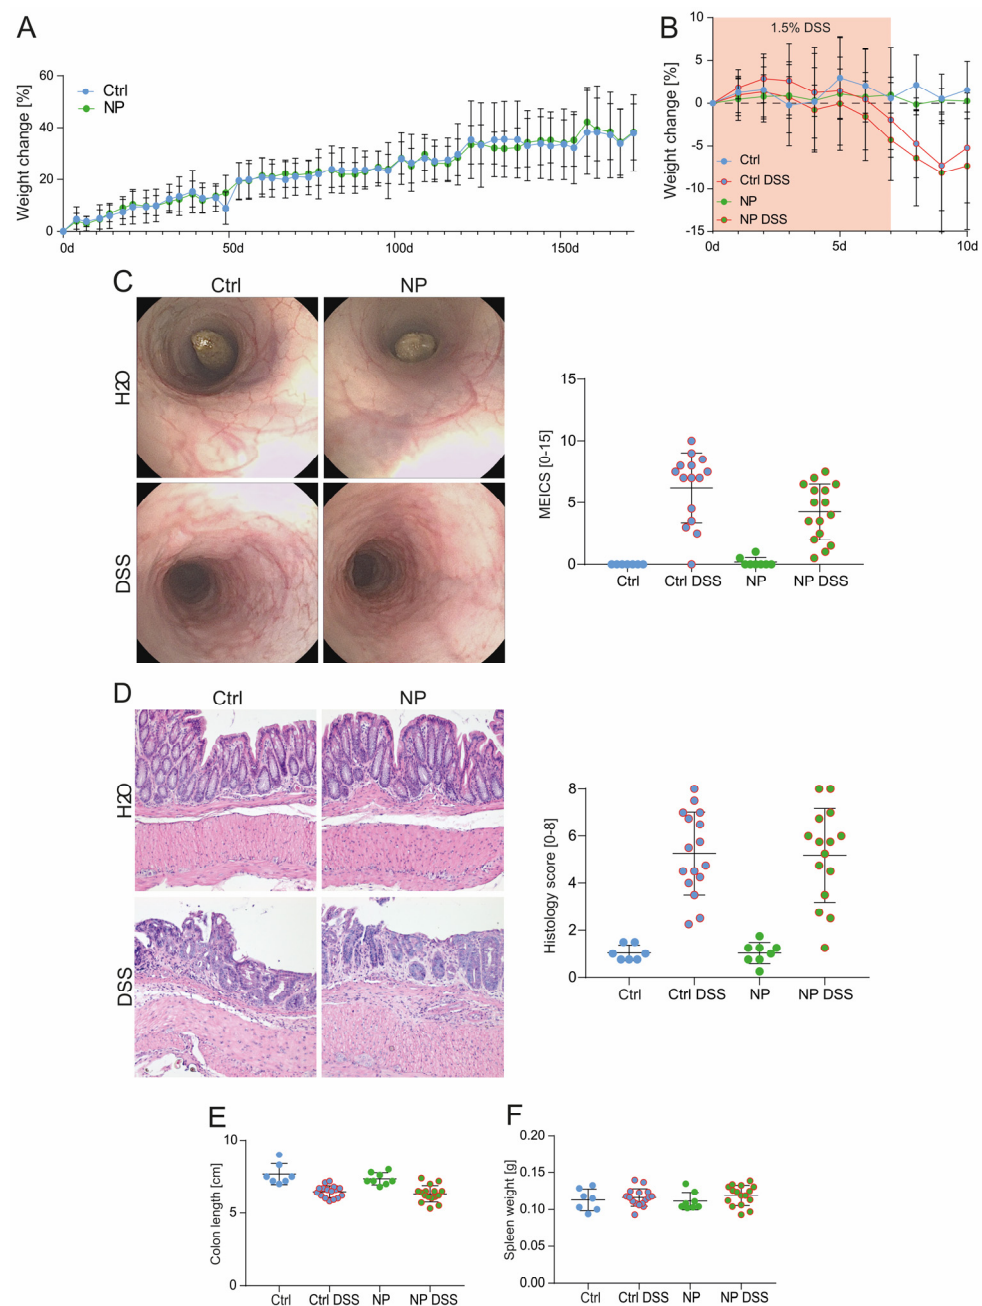 A
Weight change [%]
60
40
20
0
Ctrl
NP
0d
50d
100d
150d
B
Weight change [%]
10
5
0
-5
-10
-15
1.5% DSS
Ctrl
Ctrl DSS
NP
NP DSS
0d
5d
10d
C
Ctrl
NP
H2O
DSS
MEICS [0-15]
15
10
5
0
Ctrl
Ctrl DSS
NP
NP DSS
D
Ctrl
NP
H2O
DSS
Histology score [0-8]
8
6
4
2
0
Ctrl
Ctrl DSS
NP
NP DSS
E
Colon length [cm]
10
5
0
Ctrl
Ctrl DSS
NP
NP DSS
F
Spleen weight [g]
0.20
0.15
0.10
0.05
0.00
Ctrl
Ctrl DSS
NP
NP DSS